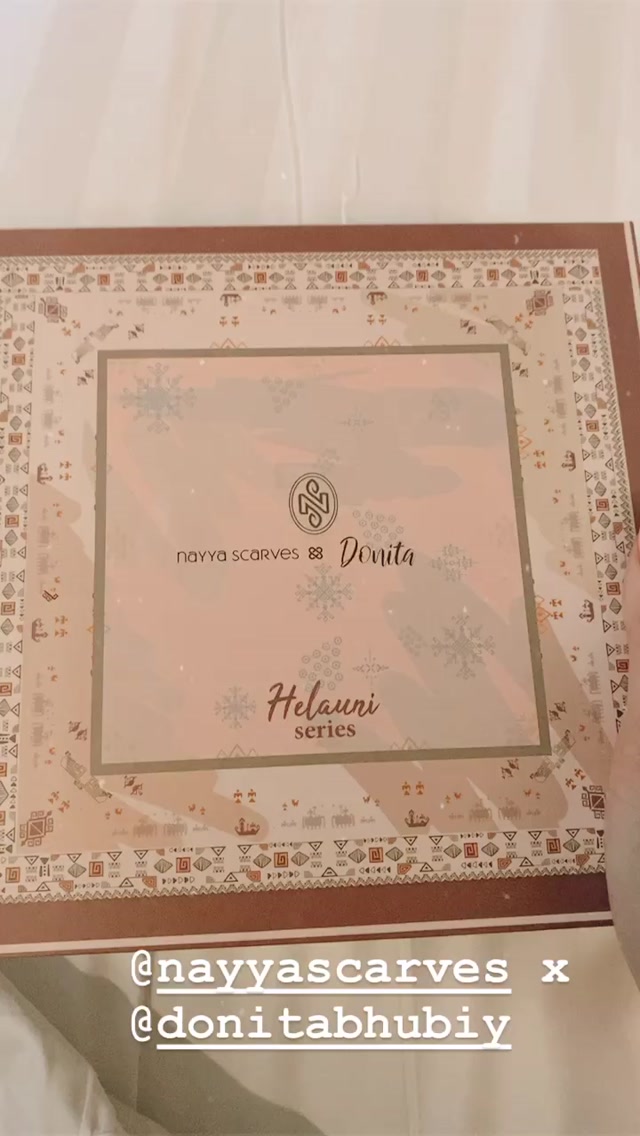 nayya scarves Donita
Helauni
series
@nayyascarves x
@donitabhubiy